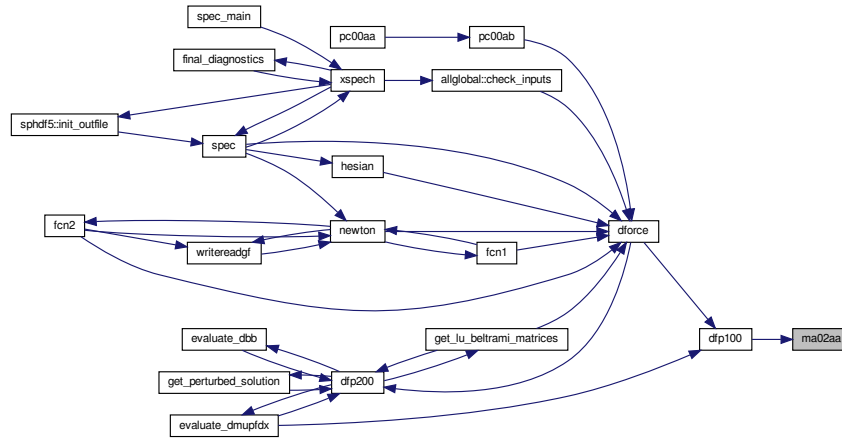 spec_main
pc00aa
pc00ab
final_diagnostics
xspech
allglobal::check_inputs
sphdf5::init_outfile
spec
hesian
fcn2
newton
dforce
writereadgf
fcn1
evaluate_dbb
get_lu_beltrami_matrices
dfp100
ma02aa
get_perturbed_solution
dfp200
evaluate_dmupfdx